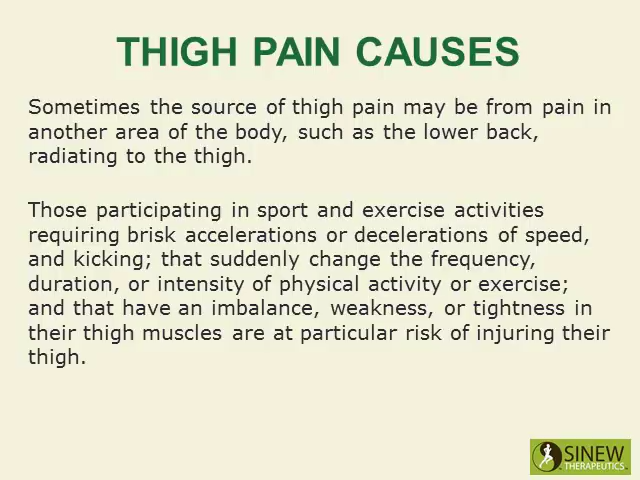 THIGH PAIN CAUSES
Sometimes the source of thigh pain may be from pain in
another area of the body, such as the lower back,
radiating to the thigh.
Those participating in sport and exercise activities
requiring brisk accelerations or decelerations of speed,
and kicking; that suddenly change the frequency,
duration, or intensity of physical activity or exercise;
and that have an imbalance, weakness, or tightness in
their thigh muscles are at particular risk of injuring their
thigh.
SINEW
THERAPEUTICS